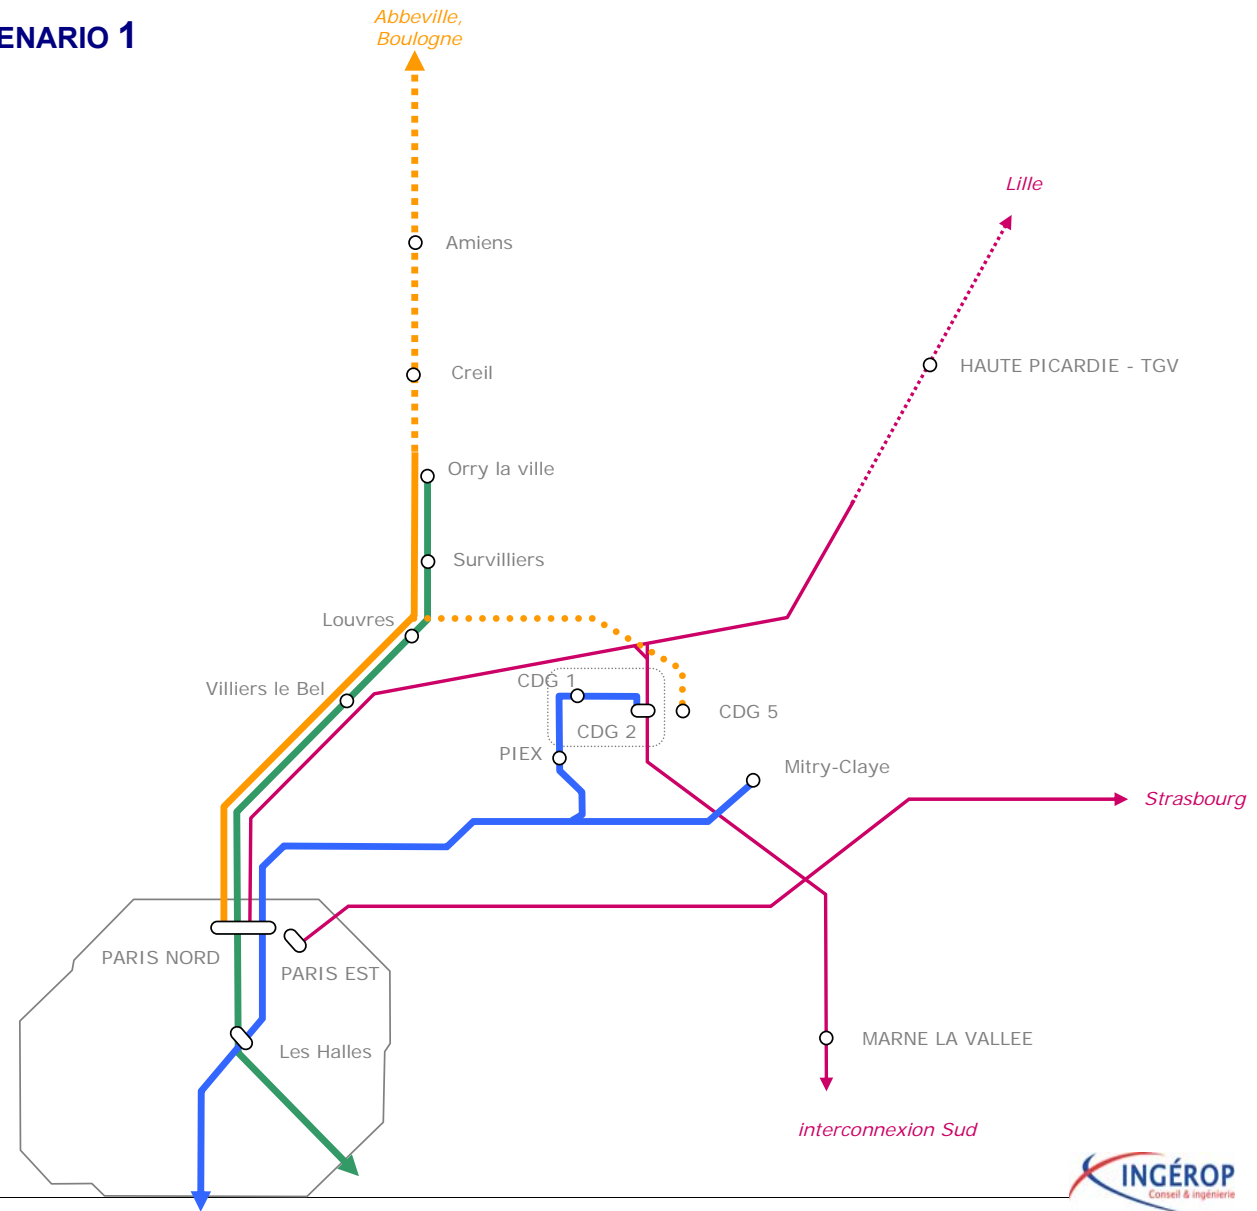 ENARIO 1
Abbeville,
Boulogne
Lille
Amiens
HAUTE PICARDIE - TGV
Creil
Orry la ville
Survilliers
Louvres
Villiers le Bel
CDG 1
CDG 5
CDG 2
PIEX
Mitry-Claye
Strasbourg
PARIS NORD
PARIS EST
Les Halles
MARNE LA VALLEE
interconnexion Sud
INGÉROP
Conseil & ingénierie